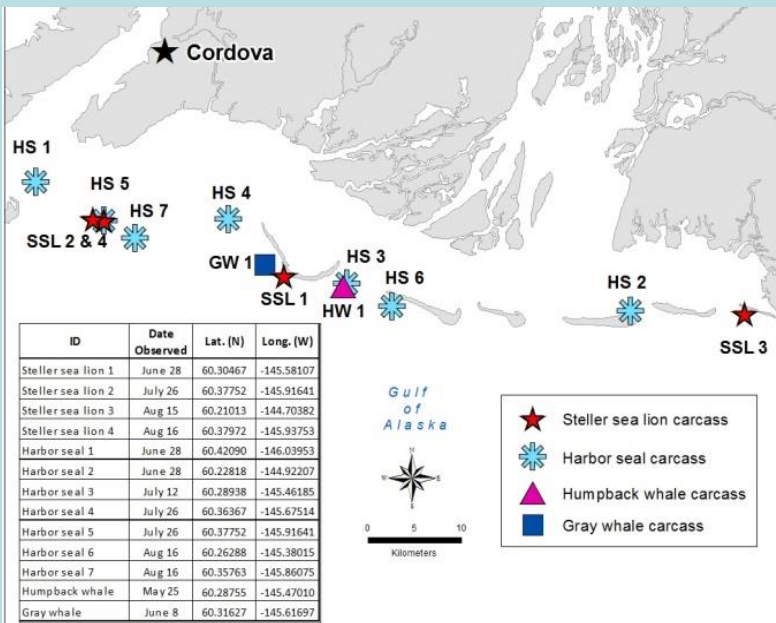 Cordova
HS 1
HS 5
HS 7
HS 4
SSL 2 & 4
GW 1
HS 3
SSL 1
HS 6
HW 1
HS 2
SSL 3
ID Date Observed Lat. (N) Long. (W)
Steller sea lion 1 June 28 60.30467 -145.58107
Steller sea lion 2 July 26 60.37752 -145.91641
Steller sea lion 3 Aug 15 60.21013 -144.70382
Steller sea lion 4 Aug 16 60.37972 -145.93753
Harbor seal 1 June 28 60.42090 -146.03953
Harbor seal 2 June 28 60.22818 -144.92207
Harbor seal 3 July 12 60.28938 -145.46185
Harbor seal 4 July 26 60.36367 -145.67514
Harbor seal 5 July 26 60.37752 -145.91641
Harbor seal 6 Aug 16 60.26288 -145.38015
Harbor seal 7 Aug 16 60.35763 -145.86075
Humpback whale May 25 60.28755 -145.47010
Gray whale June 8 60.31627 -145.61697
Gulf
of
Alaska
N
W E
S
0 5 10
Kilometers
Steller sea lion carcass
Harbor seal carcass
Humpback whale carcass
Gray whale carcass